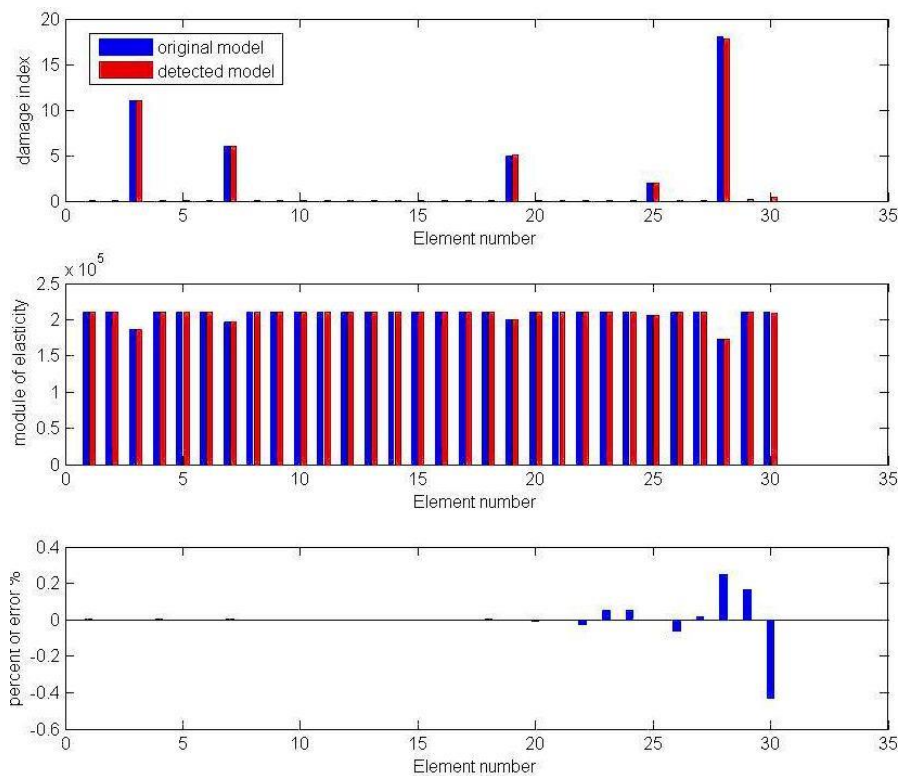 20
15
10
5
0
damage index
original model
detected model
0 5 10 15 20 25 30 35
Element number
x 10^5
2.5
2
1.5
1
0.5
0
module of elasticity
0 5 10 15 20 25 30 35
Element number
0.4
0.2
0
-0.2
-0.4
-0.6
percent or error %
0 5 10 15 20 25 30 35
Element number